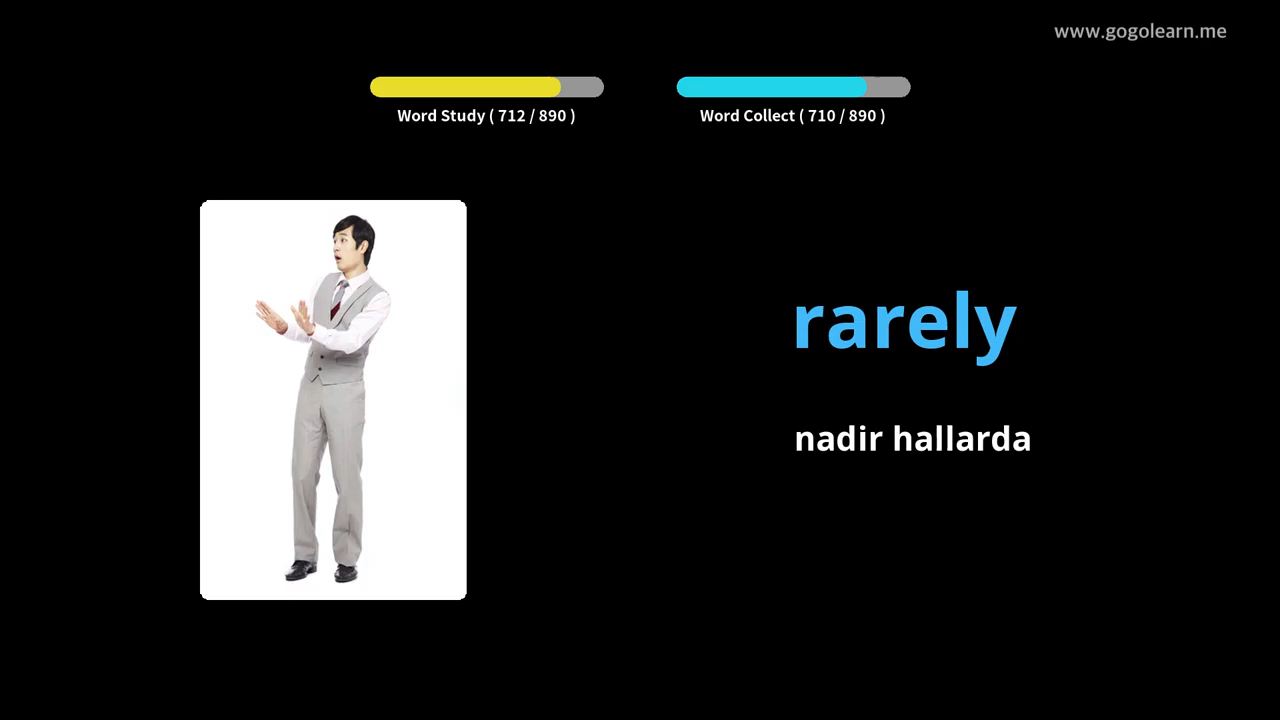 www.gogolearn.me
Word Study ( 712 / 890 )
Word Collect ( 710 / 890 )
rarely
nadir hallarda